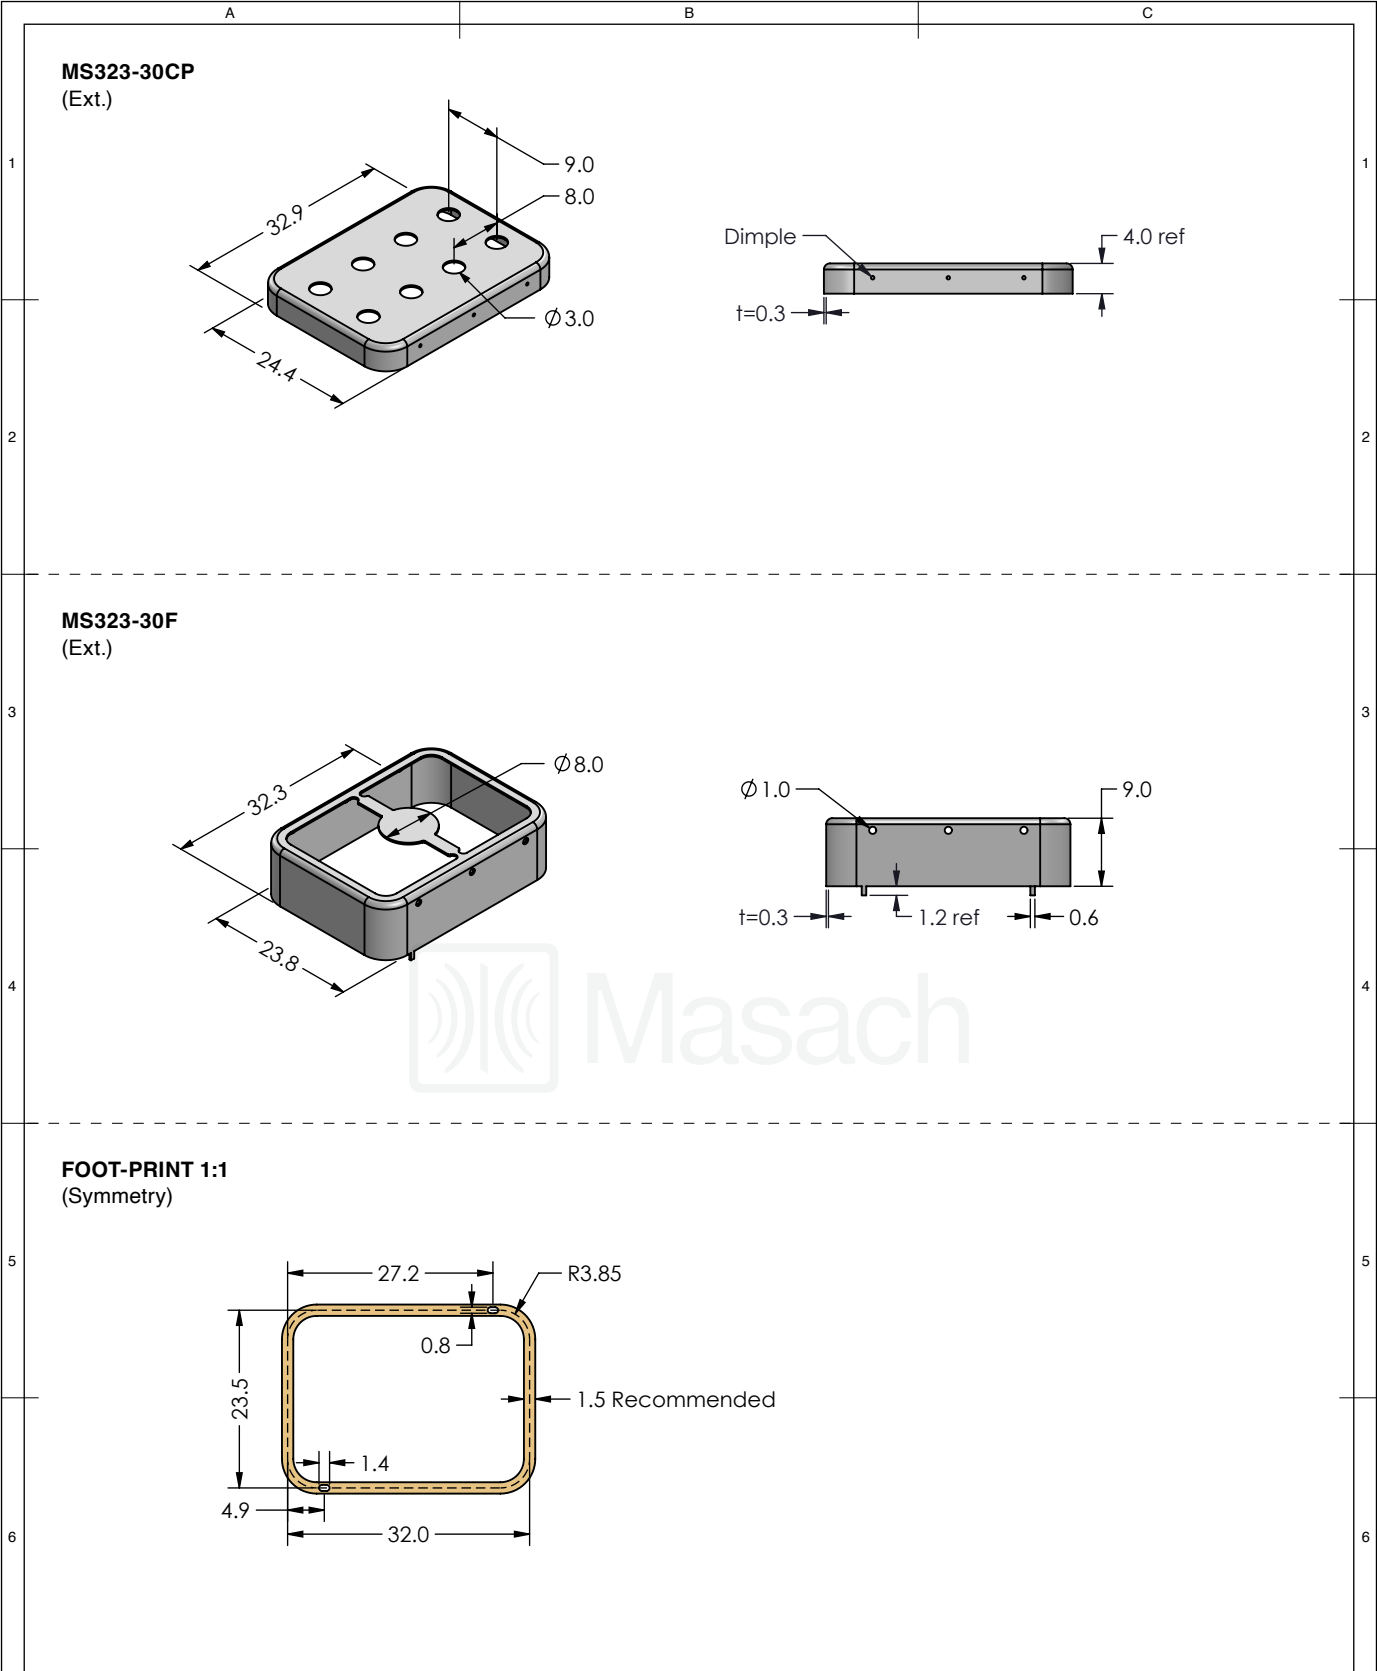 A B C
MS323-30CP
(Ext.)
1 1
9.0
8.0
32.9
24.4
Ø3.0
Dimple
4.0 ref
t=0.3
2 2
MS323-30F
(Ext.)
3 3
32.3
Ø8.0
23.8
Ø1.0
9.0
t=0.3
1.2 ref
0.6
Masach
4 4
FOOT-PRINT 1:1
(Symmetry)
5 5
27.2
R3.85
0.8
23.5
1.5 Recommended
1.4
4.9
32.0
6 6